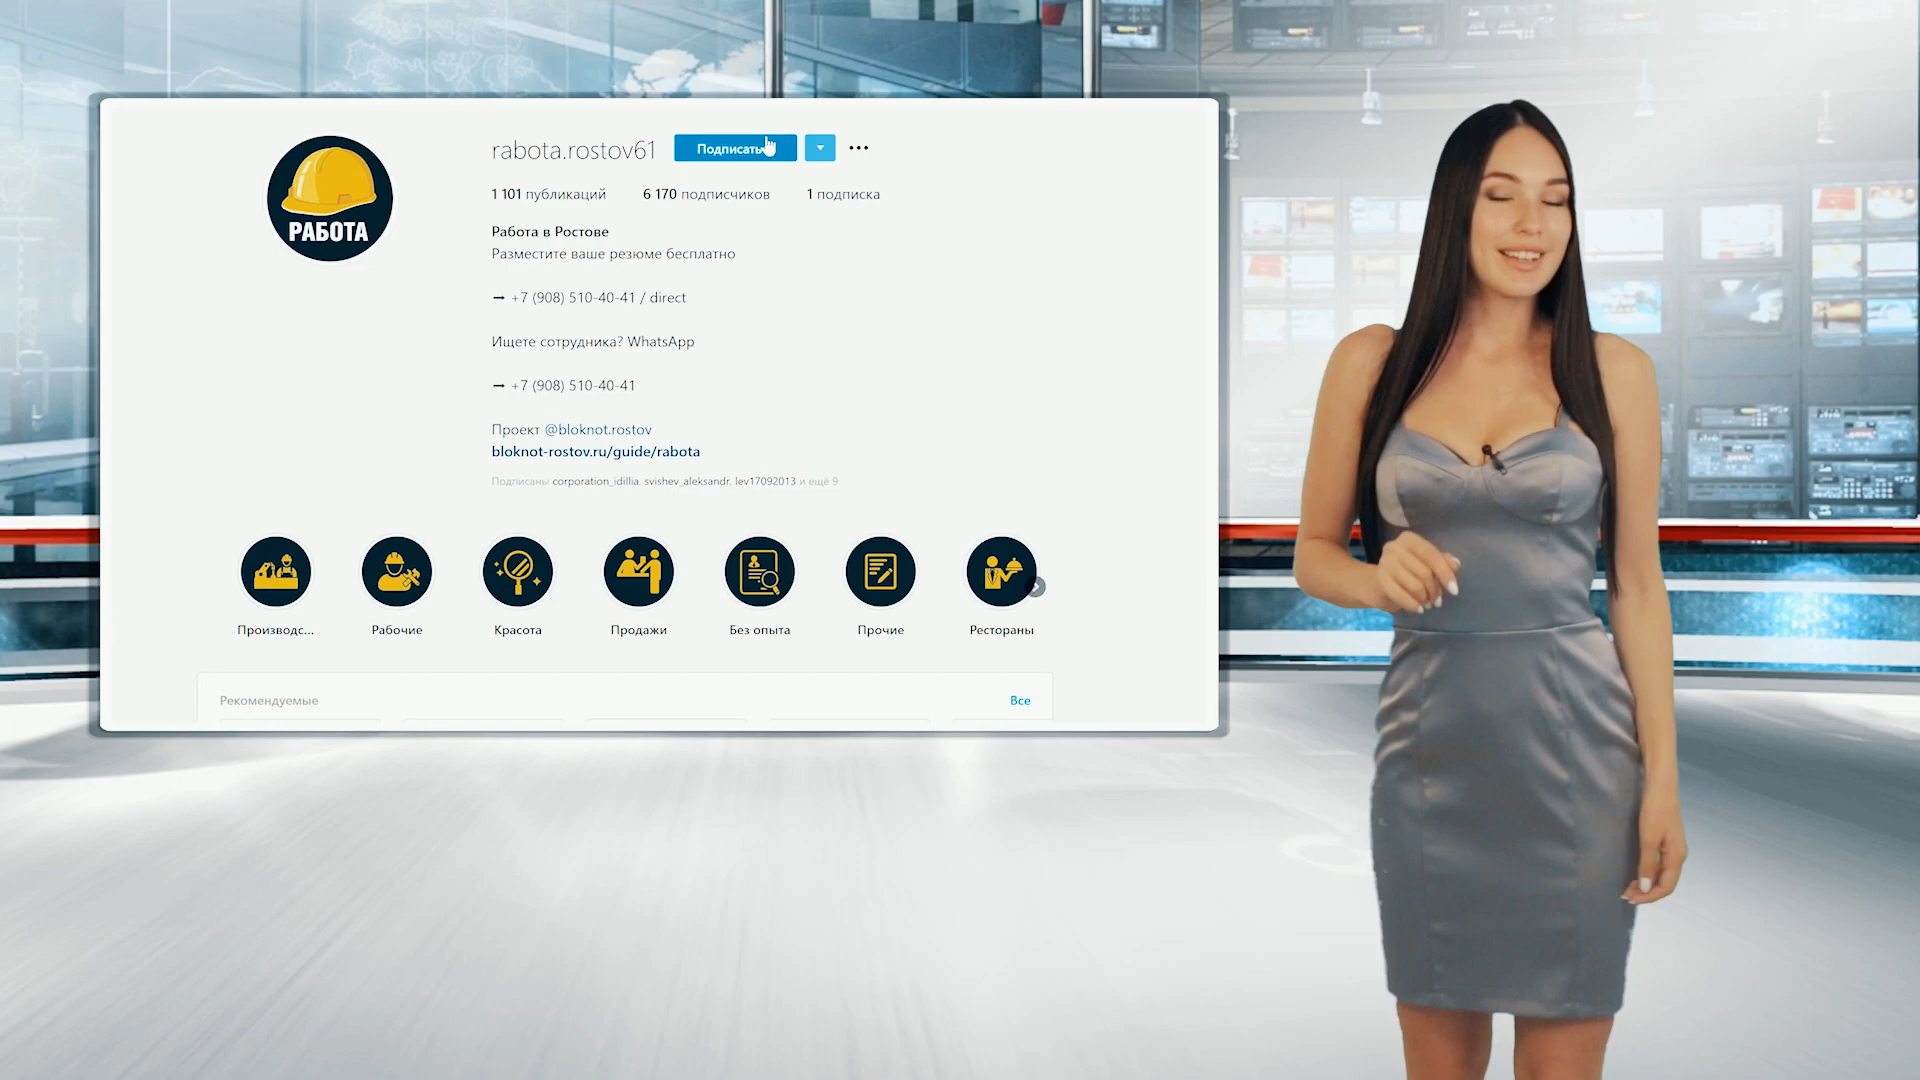 РАБОТА
rabota.rostov61 Подписать
1 101 публикаций 6 170 подписчиков 1 подписка
Работа в Ростове
Разместите ваше резюме бесплатно
→ +7 (908) 510-40-41 / direct
Ищете сотрудника? WhatsApp
→ +7 (908) 510-40-41
Проект @bloknot.rostov
bloknot-rostov.ru/guide/rabota
Подписаны corporation_idillia, svishev_aleksandr, lev17092013 и ещё 9
Производс... Рабочие Красота Продажи Без опыта Прочие Рестораны
Рекомендуемые Все